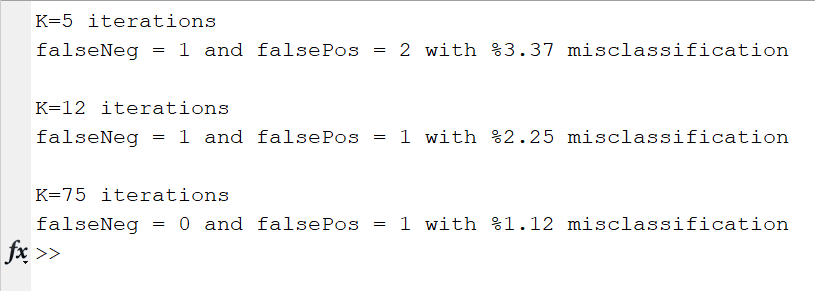 K=5 iterations
falseNeg = 1 and falsePos = 2 with %3.37 misclassification
K=12 iterations
falseNeg = 1 and falsePos = 1 with %2.25 misclassification
K=75 iterations
falseNeg = 0 and falsePos = 1 with %1.12 misclassification
fx >>